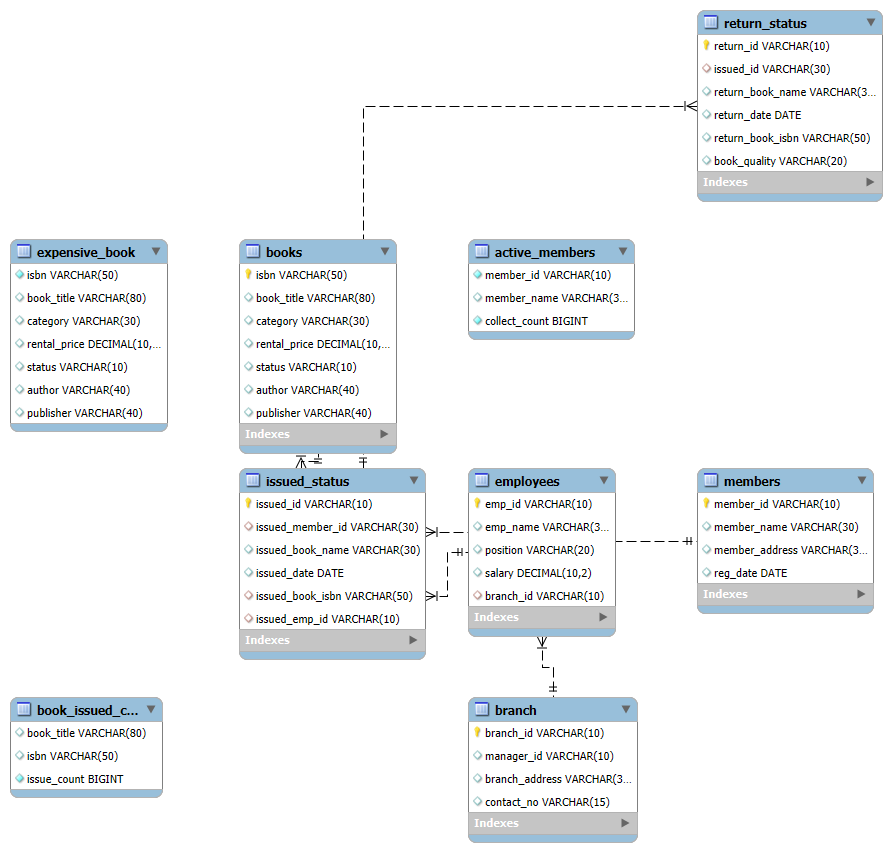 return_status
return_id VARCHAR(10)
issued_id VARCHAR(30)
return_book_name VARCHAR(3...
return_date DATE
return_book_isbn VARCHAR(50)
book_quality VARCHAR(20)
Indexes
expensive_book
isbn VARCHAR(50)
book_title VARCHAR(80)
category VARCHAR(30)
rental_price DECIMAL(10,...
status VARCHAR(10)
author VARCHAR(40)
publisher VARCHAR(40)
books
isbn VARCHAR(50)
book_title VARCHAR(80)
category VARCHAR(30)
rental_price DECIMAL(10,...
status VARCHAR(10)
author VARCHAR(40)
publisher VARCHAR(40)
Indexes
active_members
member_id VARCHAR(10)
member_name VARCHAR(3...
collect_count BIGINT
issued_status
issued_id VARCHAR(10)
issued_member_id VARCHAR(30)
issued_book_name VARCHAR(30)
issued_date DATE
issued_book_isbn VARCHAR(50)
issued_emp_id VARCHAR(10)
Indexes
employees
emp_id VARCHAR(10)
emp_name VARCHAR(3...
position VARCHAR(20)
salary DECIMAL(10,2)
branch_id VARCHAR(10)
Indexes
members
member_id VARCHAR(10)
member_name VARCHAR(30)
member_address VARCHAR(3...
reg_date DATE
Indexes
book_issued_c...
book_title VARCHAR(80)
isbn VARCHAR(50)
issue_count BIGINT
branch
branch_id VARCHAR(10)
manager_id VARCHAR(10)
branch_address VARCHAR(3...
contact_no VARCHAR(15)
Indexes